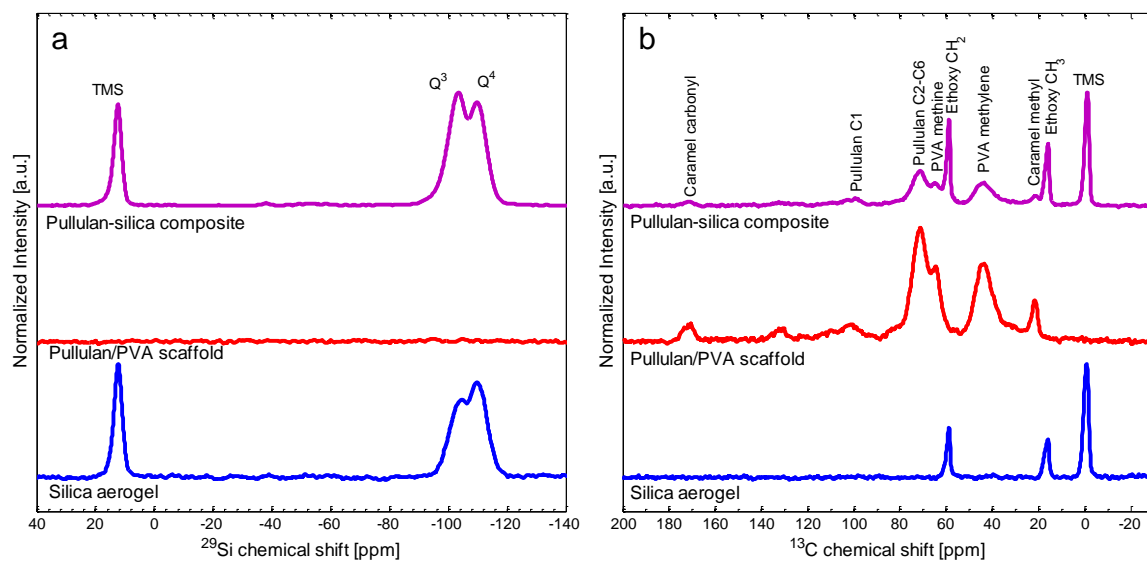 a
TMS
Q³
Q⁴
Pullulan-silica composite
Pullulan/PVA scaffold
Silica aerogel
Normalized Intensity [a.u.]
40 20 0 -20 -40 -60 -80 -100 -120 -140
²⁹Si chemical shift [ppm]
b
Caramel carbonyl
Pullulan C1
Pullulan C2-C6
PVA methine
Ethoxy CH₂
PVA methylene
Caramel methyl
Ethoxy CH₃
TMS
Pullulan-silica composite
Pullulan/PVA scaffold
Silica aerogel
Normalized Intensity [a.u.]
200 180 160 140 120 100 80 60 40 20 0 -20
¹³C chemical shift [ppm]